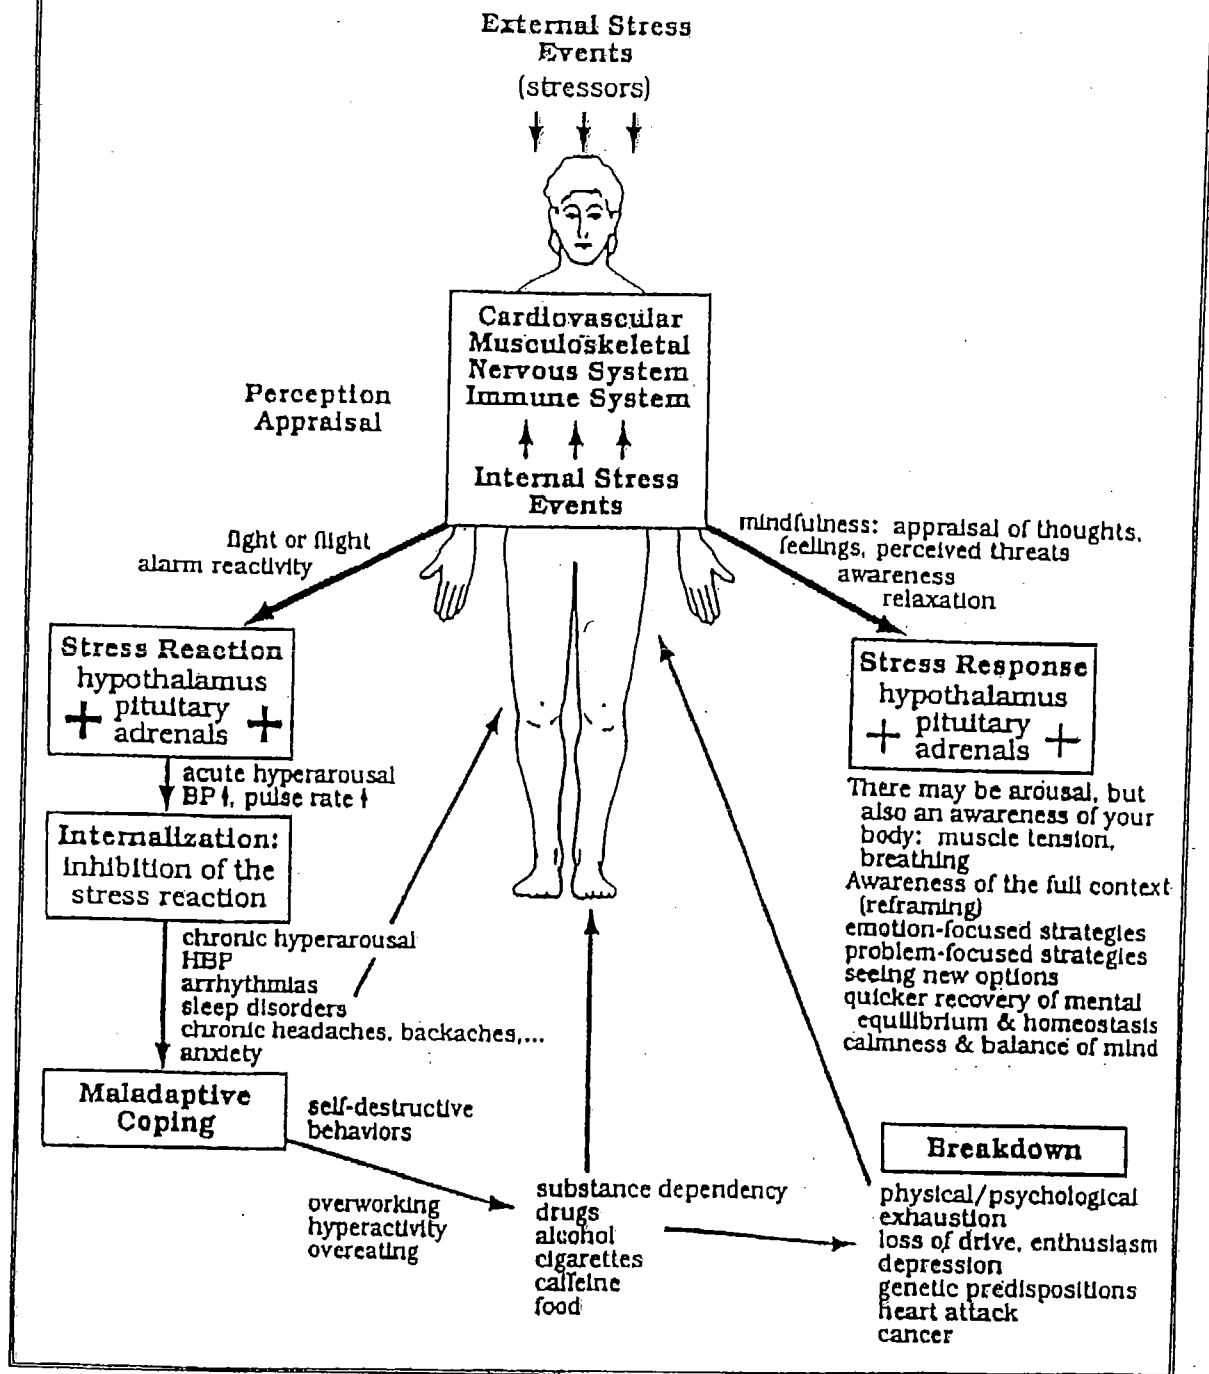 External Stress
Events
(stressors)
Cardiovascular
Musculoskeletal
Nervous System
Immune System
Internal Stress
Events
Perception
Appraisal
fight or flight
alarm reactivity
mindfulness: appraisal of thoughts,
feelings, perceived threats
awareness
relaxation
Stress Reaction
hypothalamus
+ pituitary +
adrenals
acute hyperarousal
BP↑, pulse rate↑
Internalization:
inhibition of the
stress reaction
chronic hyperarousal
HBP
arrhythmias
sleep disorders
chronic headaches, backaches,...
anxiety
Maladaptive
Coping
self-destructive
behaviors
overworking
hyperactivity
overeating
substance dependency
drugs
alcohol
cigarettes
caffeine
food
Stress Response
hypothalamus
+ pituitary +
adrenals
There may be arousal, but
also an awareness of your
body: muscle tension,
breathing
Awareness of the full context
(reframing)
emotion-focused strategies
problem-focused strategies
seeing new options
quicker recovery of mental
equilibrium & homeostasis
calmness & balance of mind
Breakdown
physical/psychological
exhaustion
loss of drive, enthusiasm
depression
genetic predispositions
heart attack
cancer